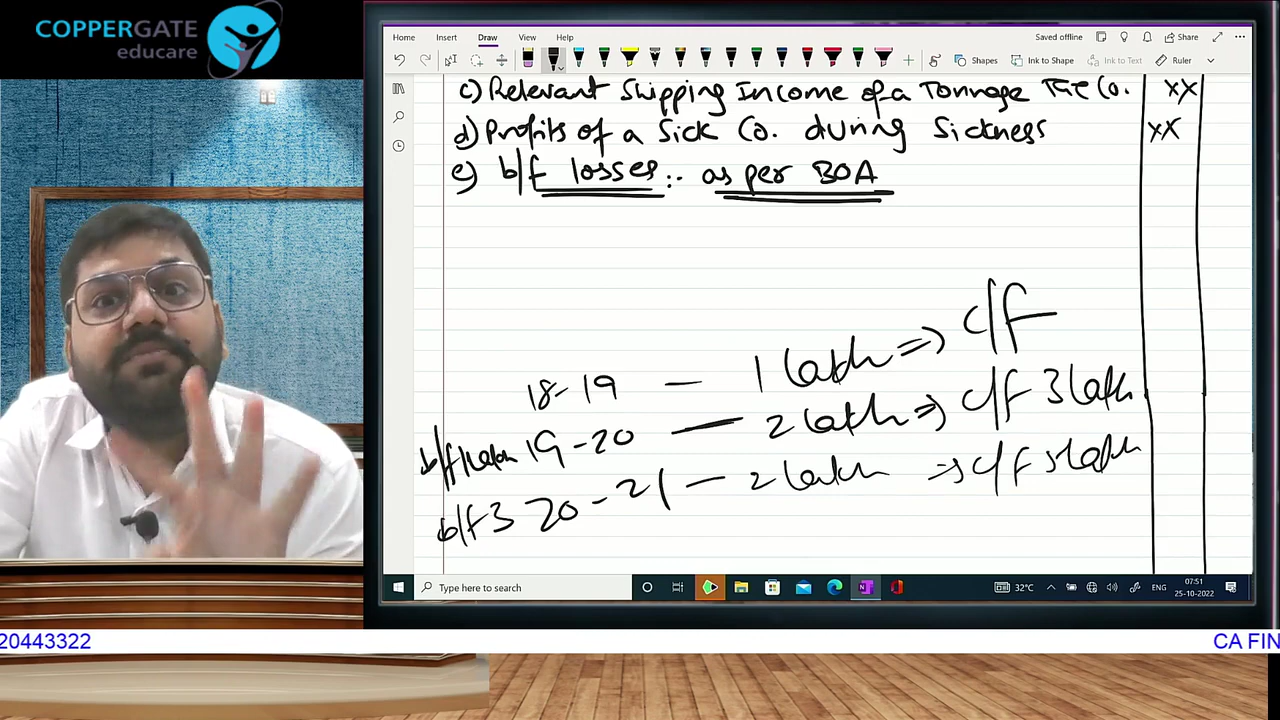 COPPERGATE
educare
Home Insert Draw View Help
Saved offline
Share
Shapes
Ink to Shape
Ink to Text
Ruler
c) Relevant Shipping Income of a Tonnage Tax Co. xx
d) Profits of a Sick Co. during Sickness xx
e) b/f losses:- as per BOA
18-19 — 1 lakh => c/f
b/f 1 lakh 19-20 — 2 lakh => c/f 3 lakh
b/f 3 20-21 — 2 lakh => c/f 5 lakh
Type here to search
32°C
ENG
07:51
25-10-2022
20443322
CA FIN